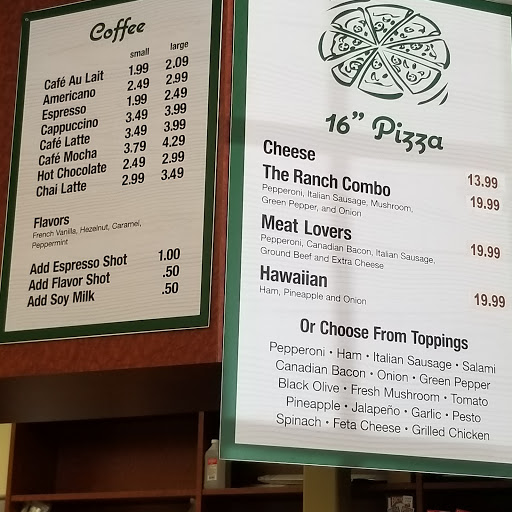 Coffee
small large
Café Au Lait 1.99 2.09
Americano 2.49 2.99
Espresso 1.99 2.49
Cappuccino 3.49 3.99
Café Latte 3.49 3.99
Café Mocha 3.79 4.29
Hot Chocolate 2.49 2.99
Chai Latte 2.99 3.49
Flavors
French Vanilla, Hezelnut, Caramel,
Peppermint
Add Espresso Shot 1.00
Add Flavor Shot .50
Add Soy Milk .50
16” Pizza
Cheese 13.99
The Ranch Combo 19.99
Pepperoni, Italian Sausage, Mushroom,
Green Pepper, and Onion
Meat Lovers 19.99
Pepperoni, Canadian Bacon, Italian Sausage,
Ground Beef and Extra Cheese
Hawaiian 19.99
Ham, Pineapple and Onion
Or Choose From Toppings
Pepperoni • Ham • Italian Sausage • Salami
Canadian Bacon • Onion • Green Pepper
Black Olive • Fresh Mushroom • Tomato
Pineapple • Jalapeño • Garlic • Pesto
Spinach • Feta Cheese • Grilled Chicken